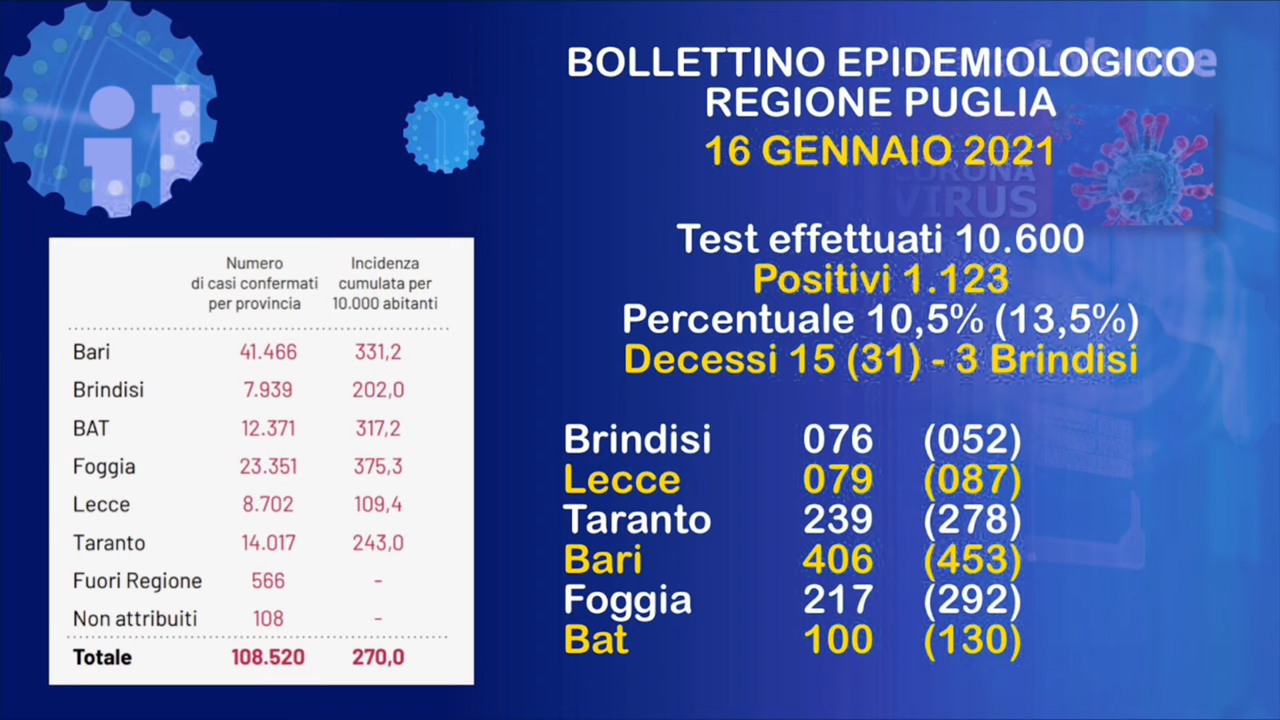 BOLLETTINO EPIDEMIOLOGICO
REGIONE PUGLIA
16 GENNAIO 2021
CORONA
VIRUS
Test effettuati 10.600
Positivi 1.123
Percentuale 10,5% (13,5%)
Decessi 15 (31) - 3 Brindisi
Brindisi 076 (052)
Lecce 079 (087)
Taranto 239 (278)
Bari 406 (453)
Foggia 217 (292)
Bat 100 (130)
i1
Numero di casi confermati per provincia
Incidenza cumulata per 10.000 abitanti
Bari 41.466 331,2
Brindisi 7.939 202,0
BAT 12.371 317,2
Foggia 23.351 375,3
Lecce 8.702 109,4
Taranto 14.017 243,0
Fuori Regione 566 -
Non attribuiti 108 -
Totale 108.520 270,0